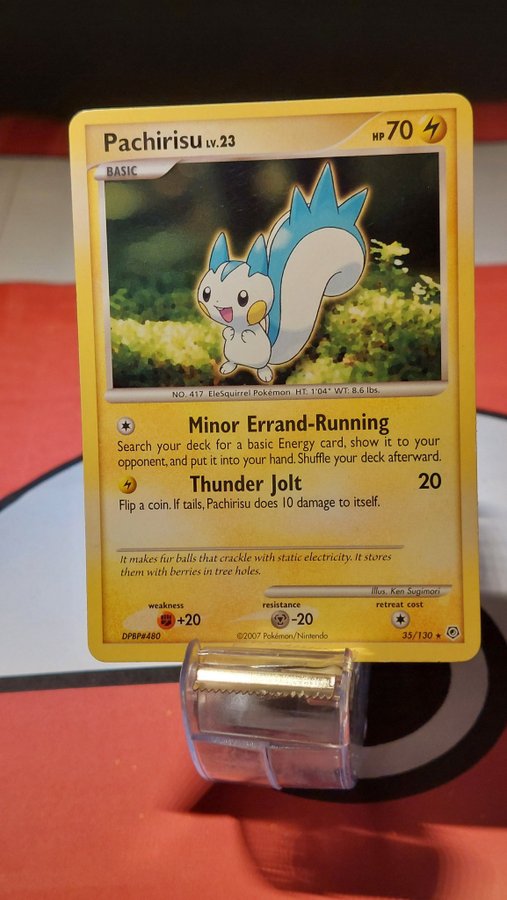 Pachirisu LV.23 HP 70
BASIC
NO. 417 EleSquirrel Pokémon HT: 1'04" WT: 8.6 lbs.
Minor Errand-Running
Search your deck for a basic Energy card, show it to your
opponent, and put it into your hand. Shuffle your deck afterward.
Thunder Jolt 20
Flip a coin. If tails, Pachirisu does 10 damage to itself.
It makes fur balls that crackle with static electricity. It stores
them with berries in tree holes.
Illus. Ken Sugimori
weakness resistance retreat cost
+20 -20
DPBP#480 ©2007 Pokémon/Nintendo 35/130 ★